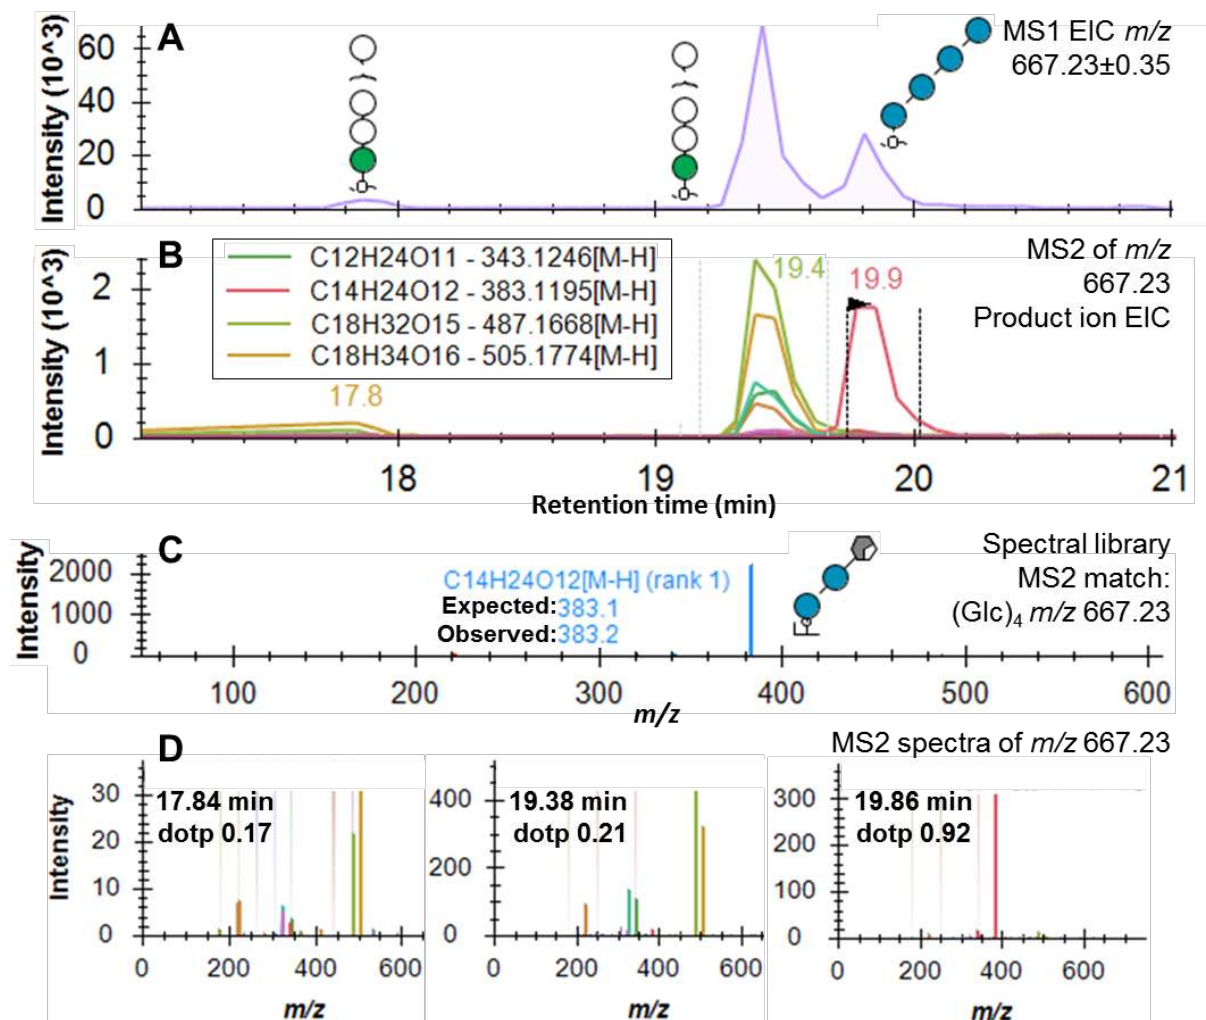 A
MS1 EIC m/z
667.23±0.35
Intensity (10^3)
60
40
20
0
B
MS2 of m/z
667.23
Product ion EIC
C12H24O11 - 343.1246[M-H]
C14H24O12 - 383.1195[M-H]
C18H32O15 - 487.1668[M-H]
C18H34O16 - 505.1774[M-H]
Intensity (10^3)
2
1
0
17.8
19.4
19.9
18 19 20 21
Retention time (min)
C
Spectral library
MS2 match:
(Glc)4 m/z 667.23
C14H24O12[M-H] (rank 1)
Expected:383.1
Observed:383.2
Intensity
2000
1000
0
100 200 300 400 500 600
m/z
D
MS2 spectra of m/z 667.23
Intensity
30
20
10
0
17.84 min
dotp 0.17
0 200 400 600
m/z
400
200
0
19.38 min
dotp 0.21
0 200 400 600
m/z
300
200
100
0
19.86 min
dotp 0.92
0 200 400 600
m/z